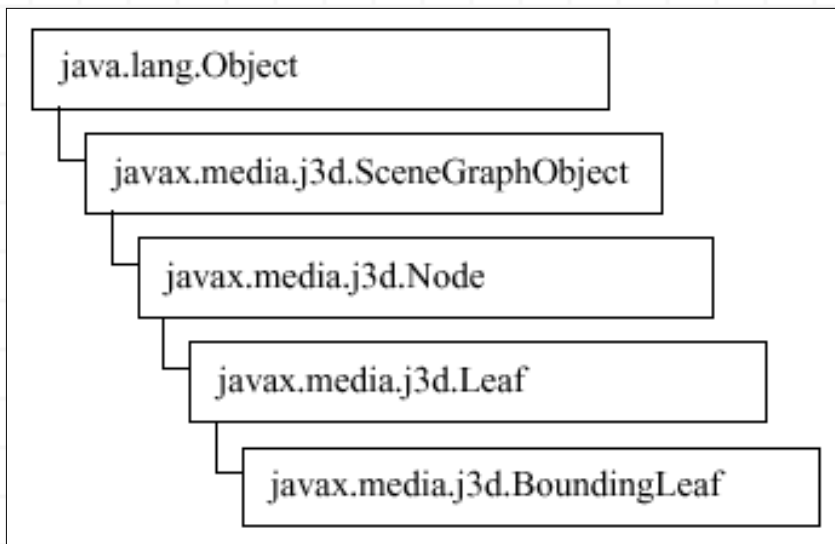 java.lang.Object
javax.media.j3d.SceneGraphObject
javax.media.j3d.Node
javax.media.j3d.Leaf
javax.media.j3d.BoundingLeaf